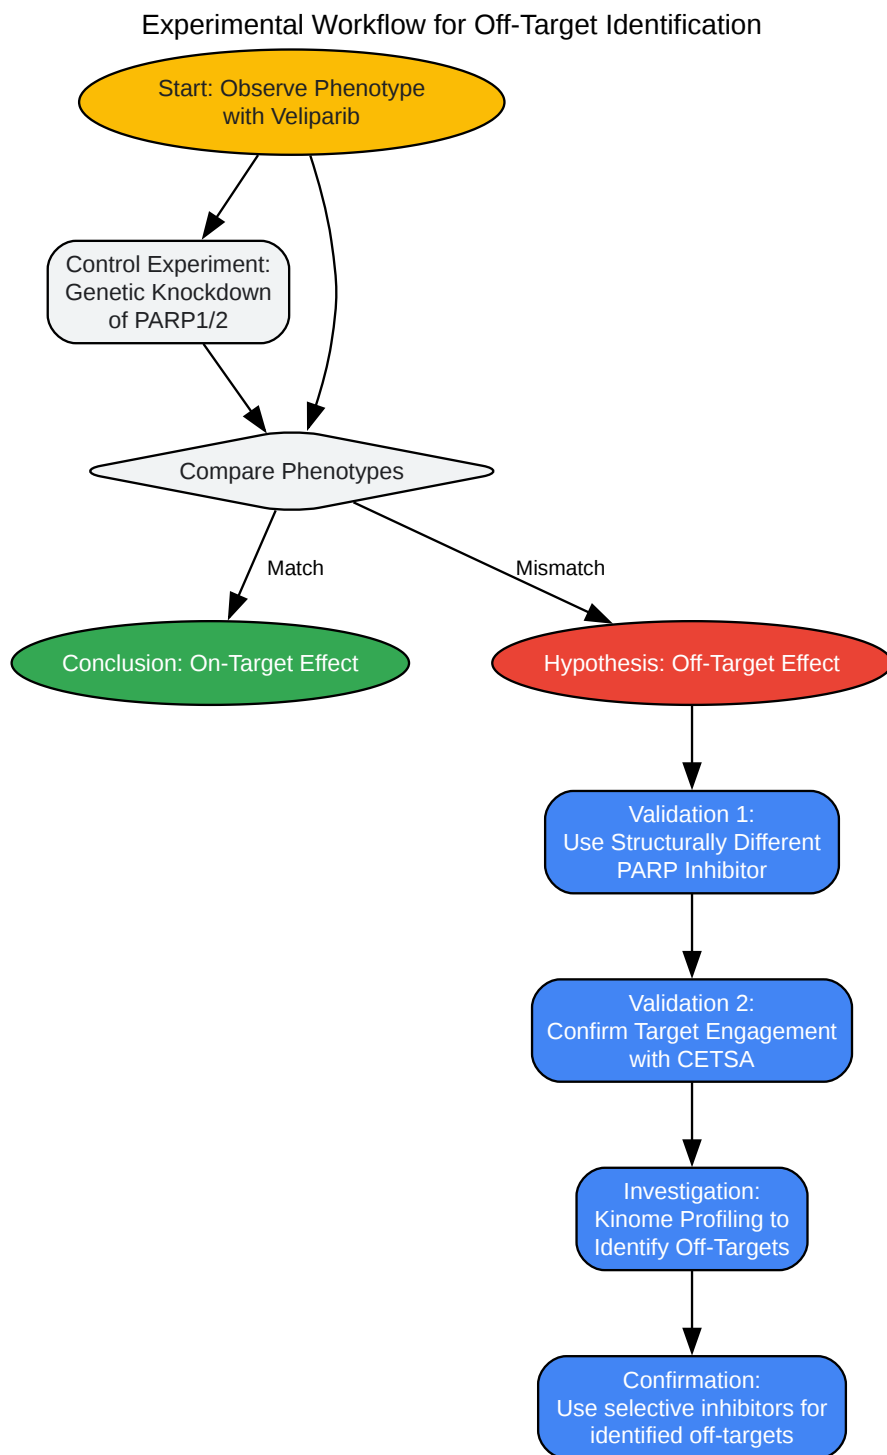 Experimental Workflow for Off-Target Identification
Start: Observe Phenotype
with Veliparib
Control Experiment:
Genetic Knockdown
of PARP1/2
Compare Phenotypes
Match
Mismatch
Conclusion: On-Target Effect
Hypothesis: Off-Target Effect
Validation 1:
Use Structurally Different
PARP Inhibitor
Validation 2:
Confirm Target Engagement
with CETSA
Investigation:
Kinome Profiling to
Identify Off-Targets
Confirmation:
Use selective inhibitors for
identified off-targets